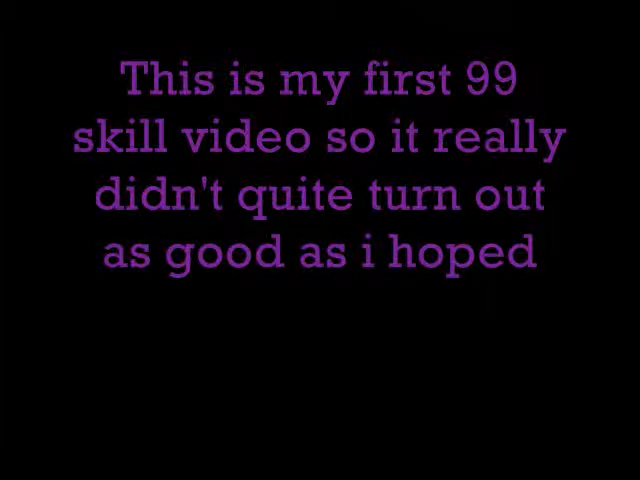 This is my first 99
skill video so it really
didn't quite turn out
as good as i hoped